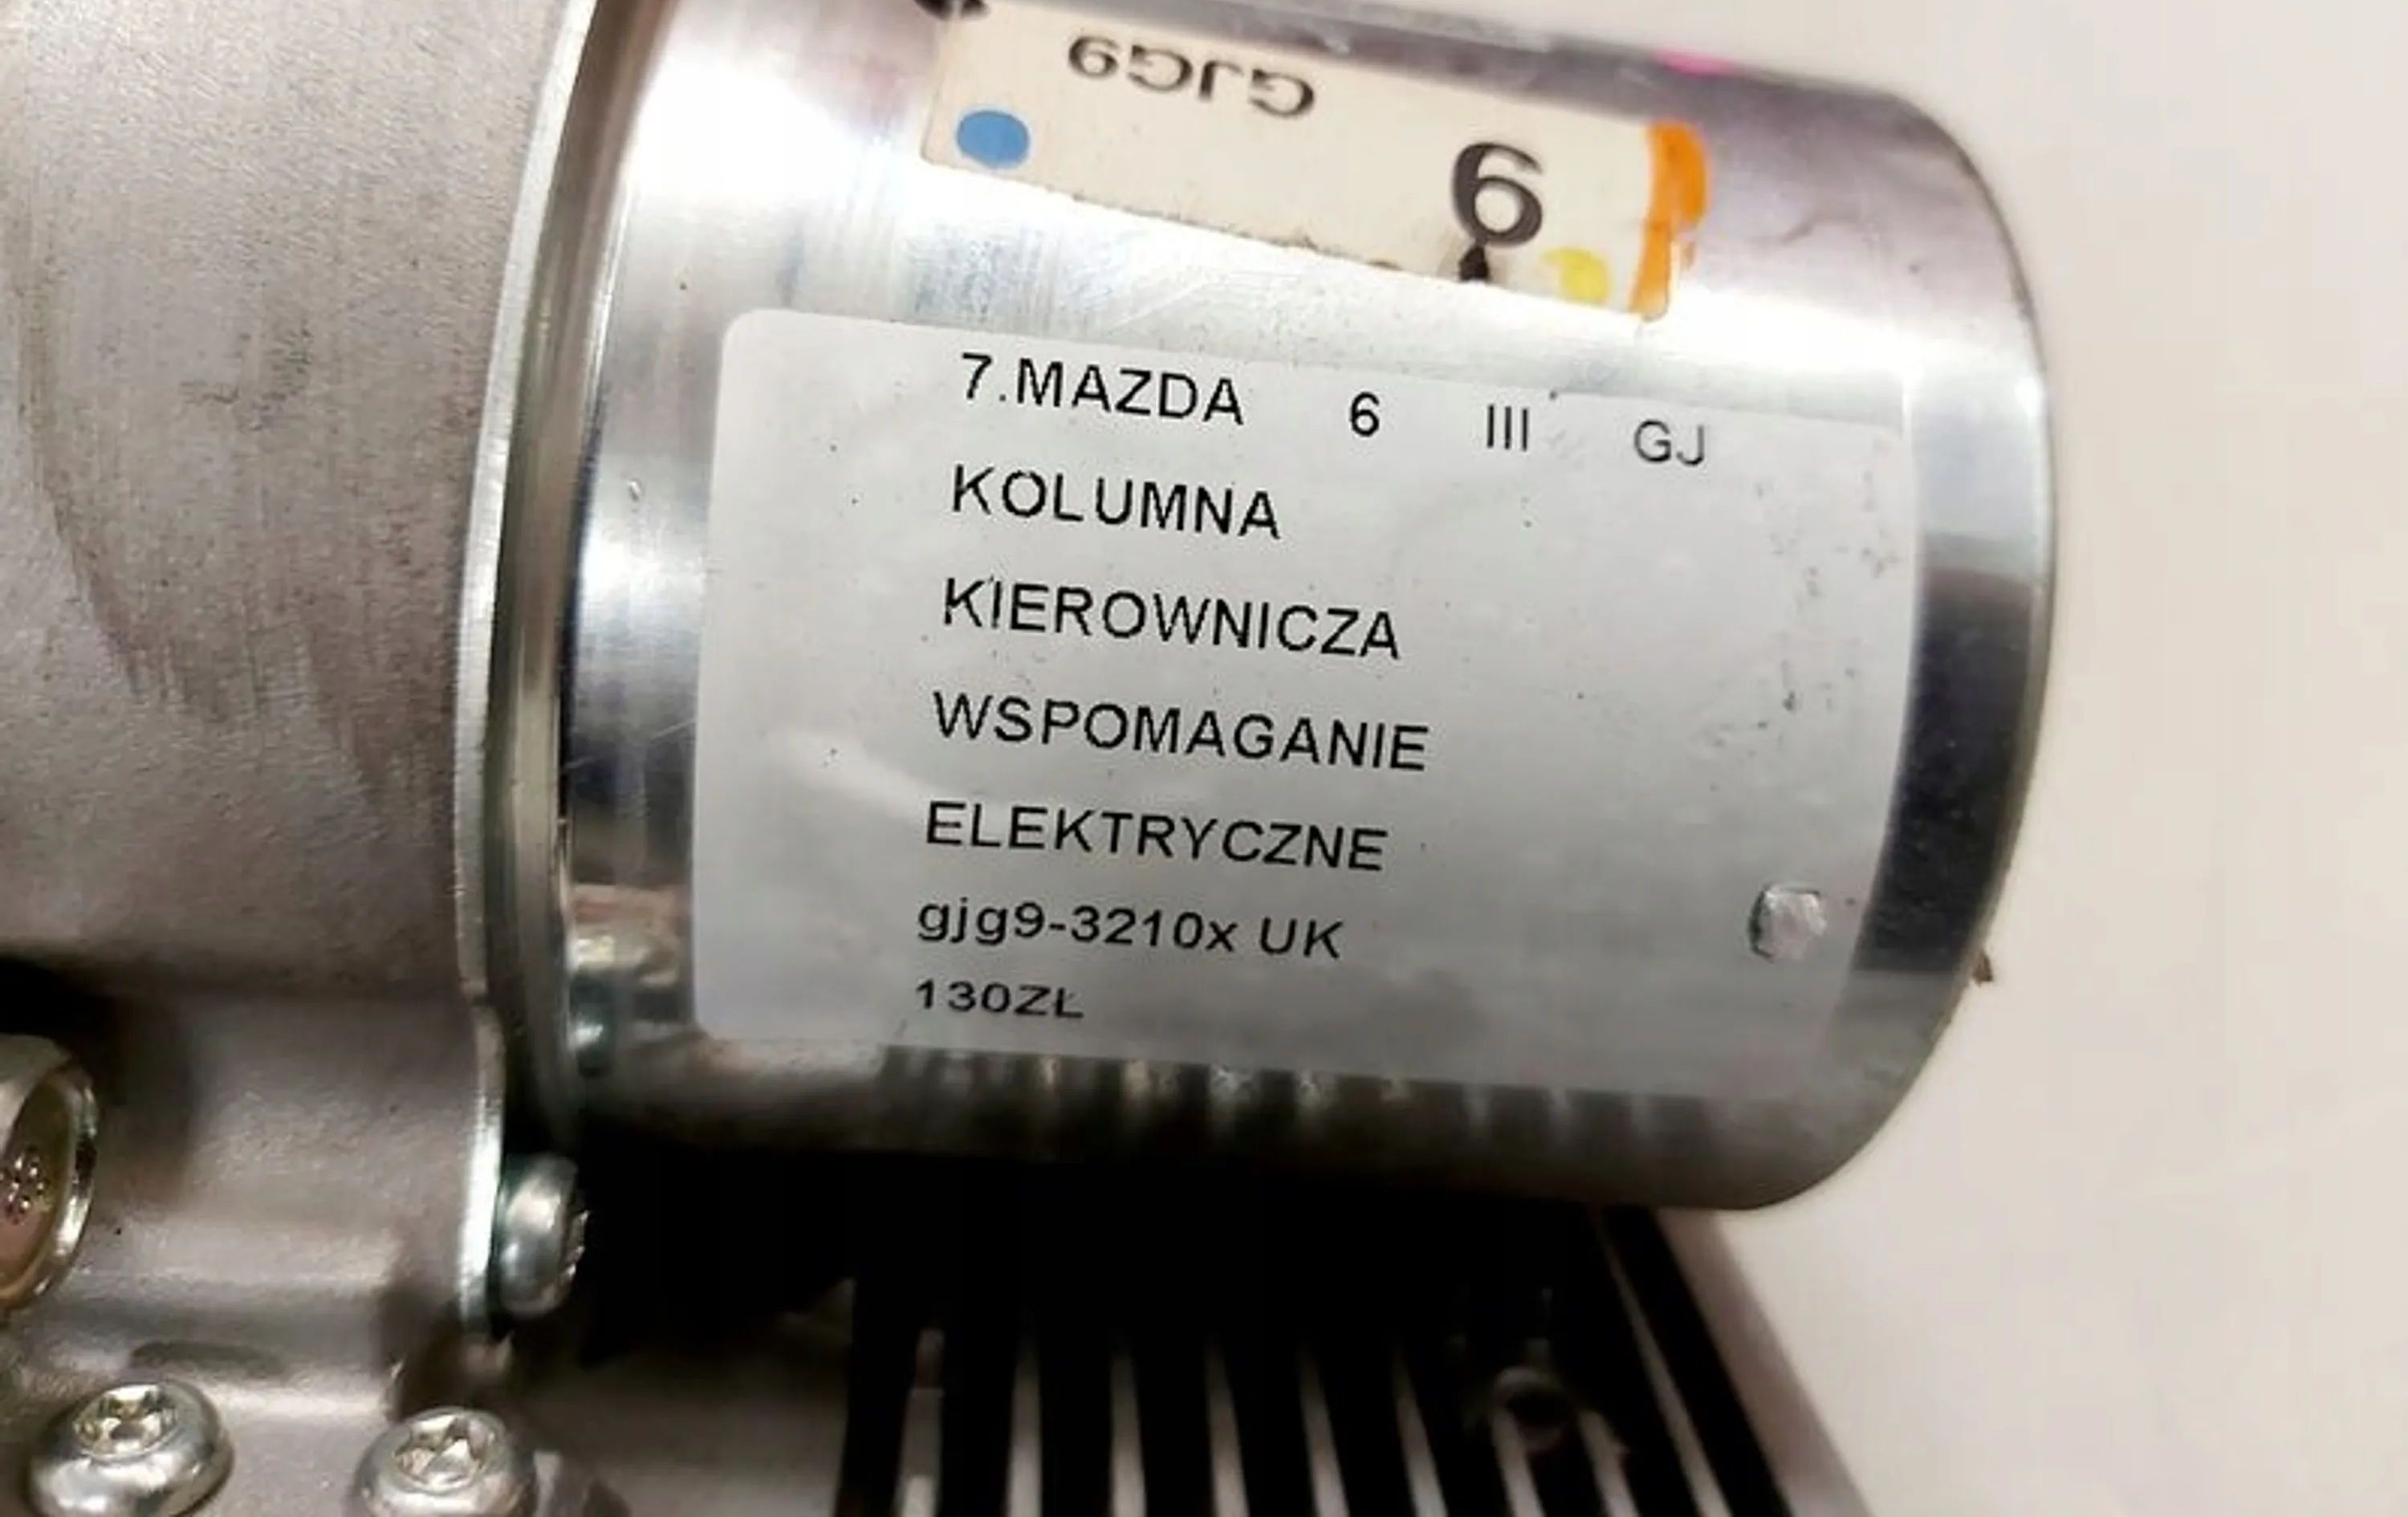 GJG9
6
7.MAZDA 6 III GJ
KOLUMNA
KIEROWNICZA
WSPOMAGANIE
ELEKTRYCZNE
gjg9-3210x UK
130ZŁ